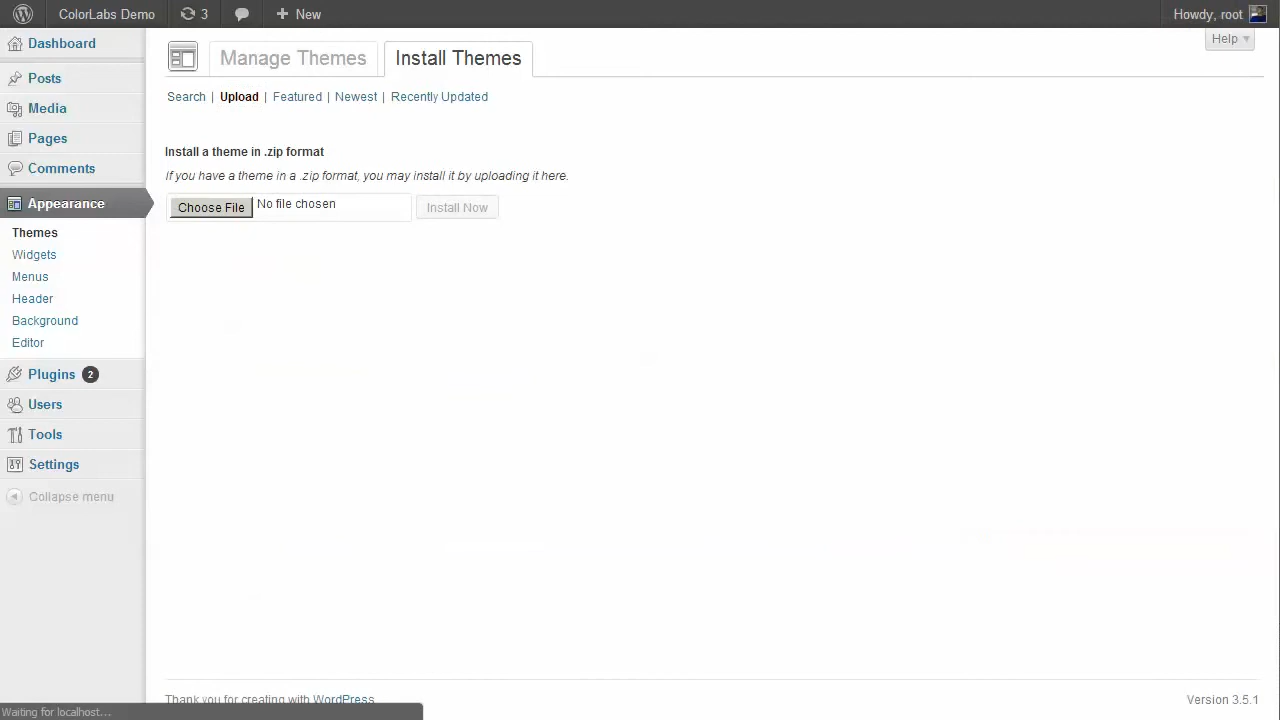 ColorLabs Demo 3 New Howdy, root
Help
Dashboard
Posts
Media
Pages
Comments
Appearance
Themes
Widgets
Menus
Header
Background
Editor
Plugins 2
Users
Tools
Settings
Collapse menu
Manage Themes Install Themes
Search | Upload | Featured | Newest | Recently Updated
Install a theme in .zip format
If you have a theme in a .zip format, you may install it by uploading it here.
Choose File No file chosen Install Now
Thank you for creating with WordPress
Version 3.5.1
Waiting for localhost...